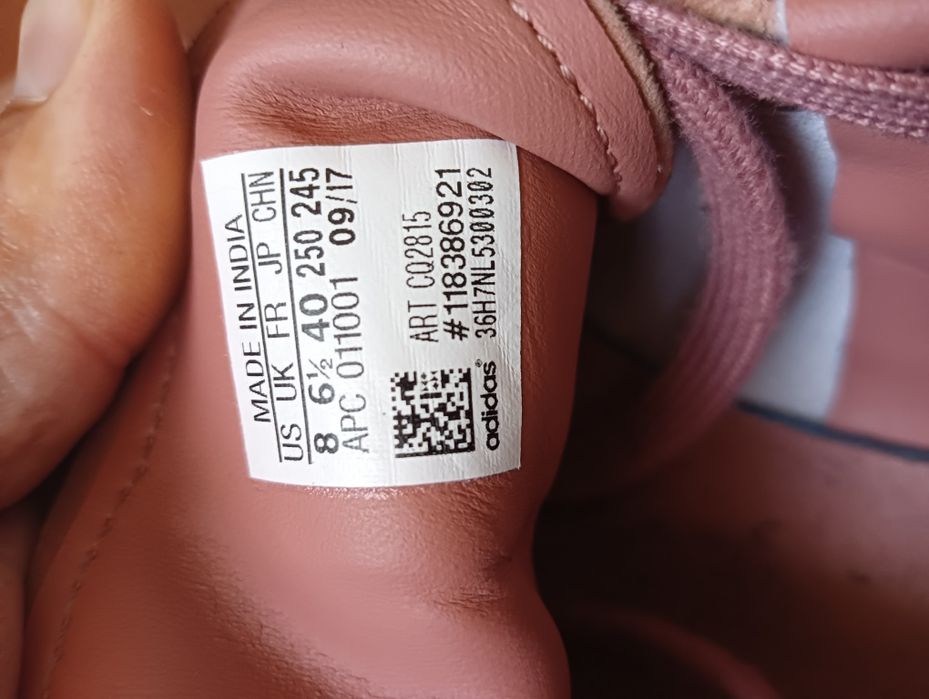 MADE IN INDIA
US UK FR JP CHN
8 6½ 40 250 245
APC 011001 09/17
ART CQ2815
#118386921
36H7NL5300302
adidas®